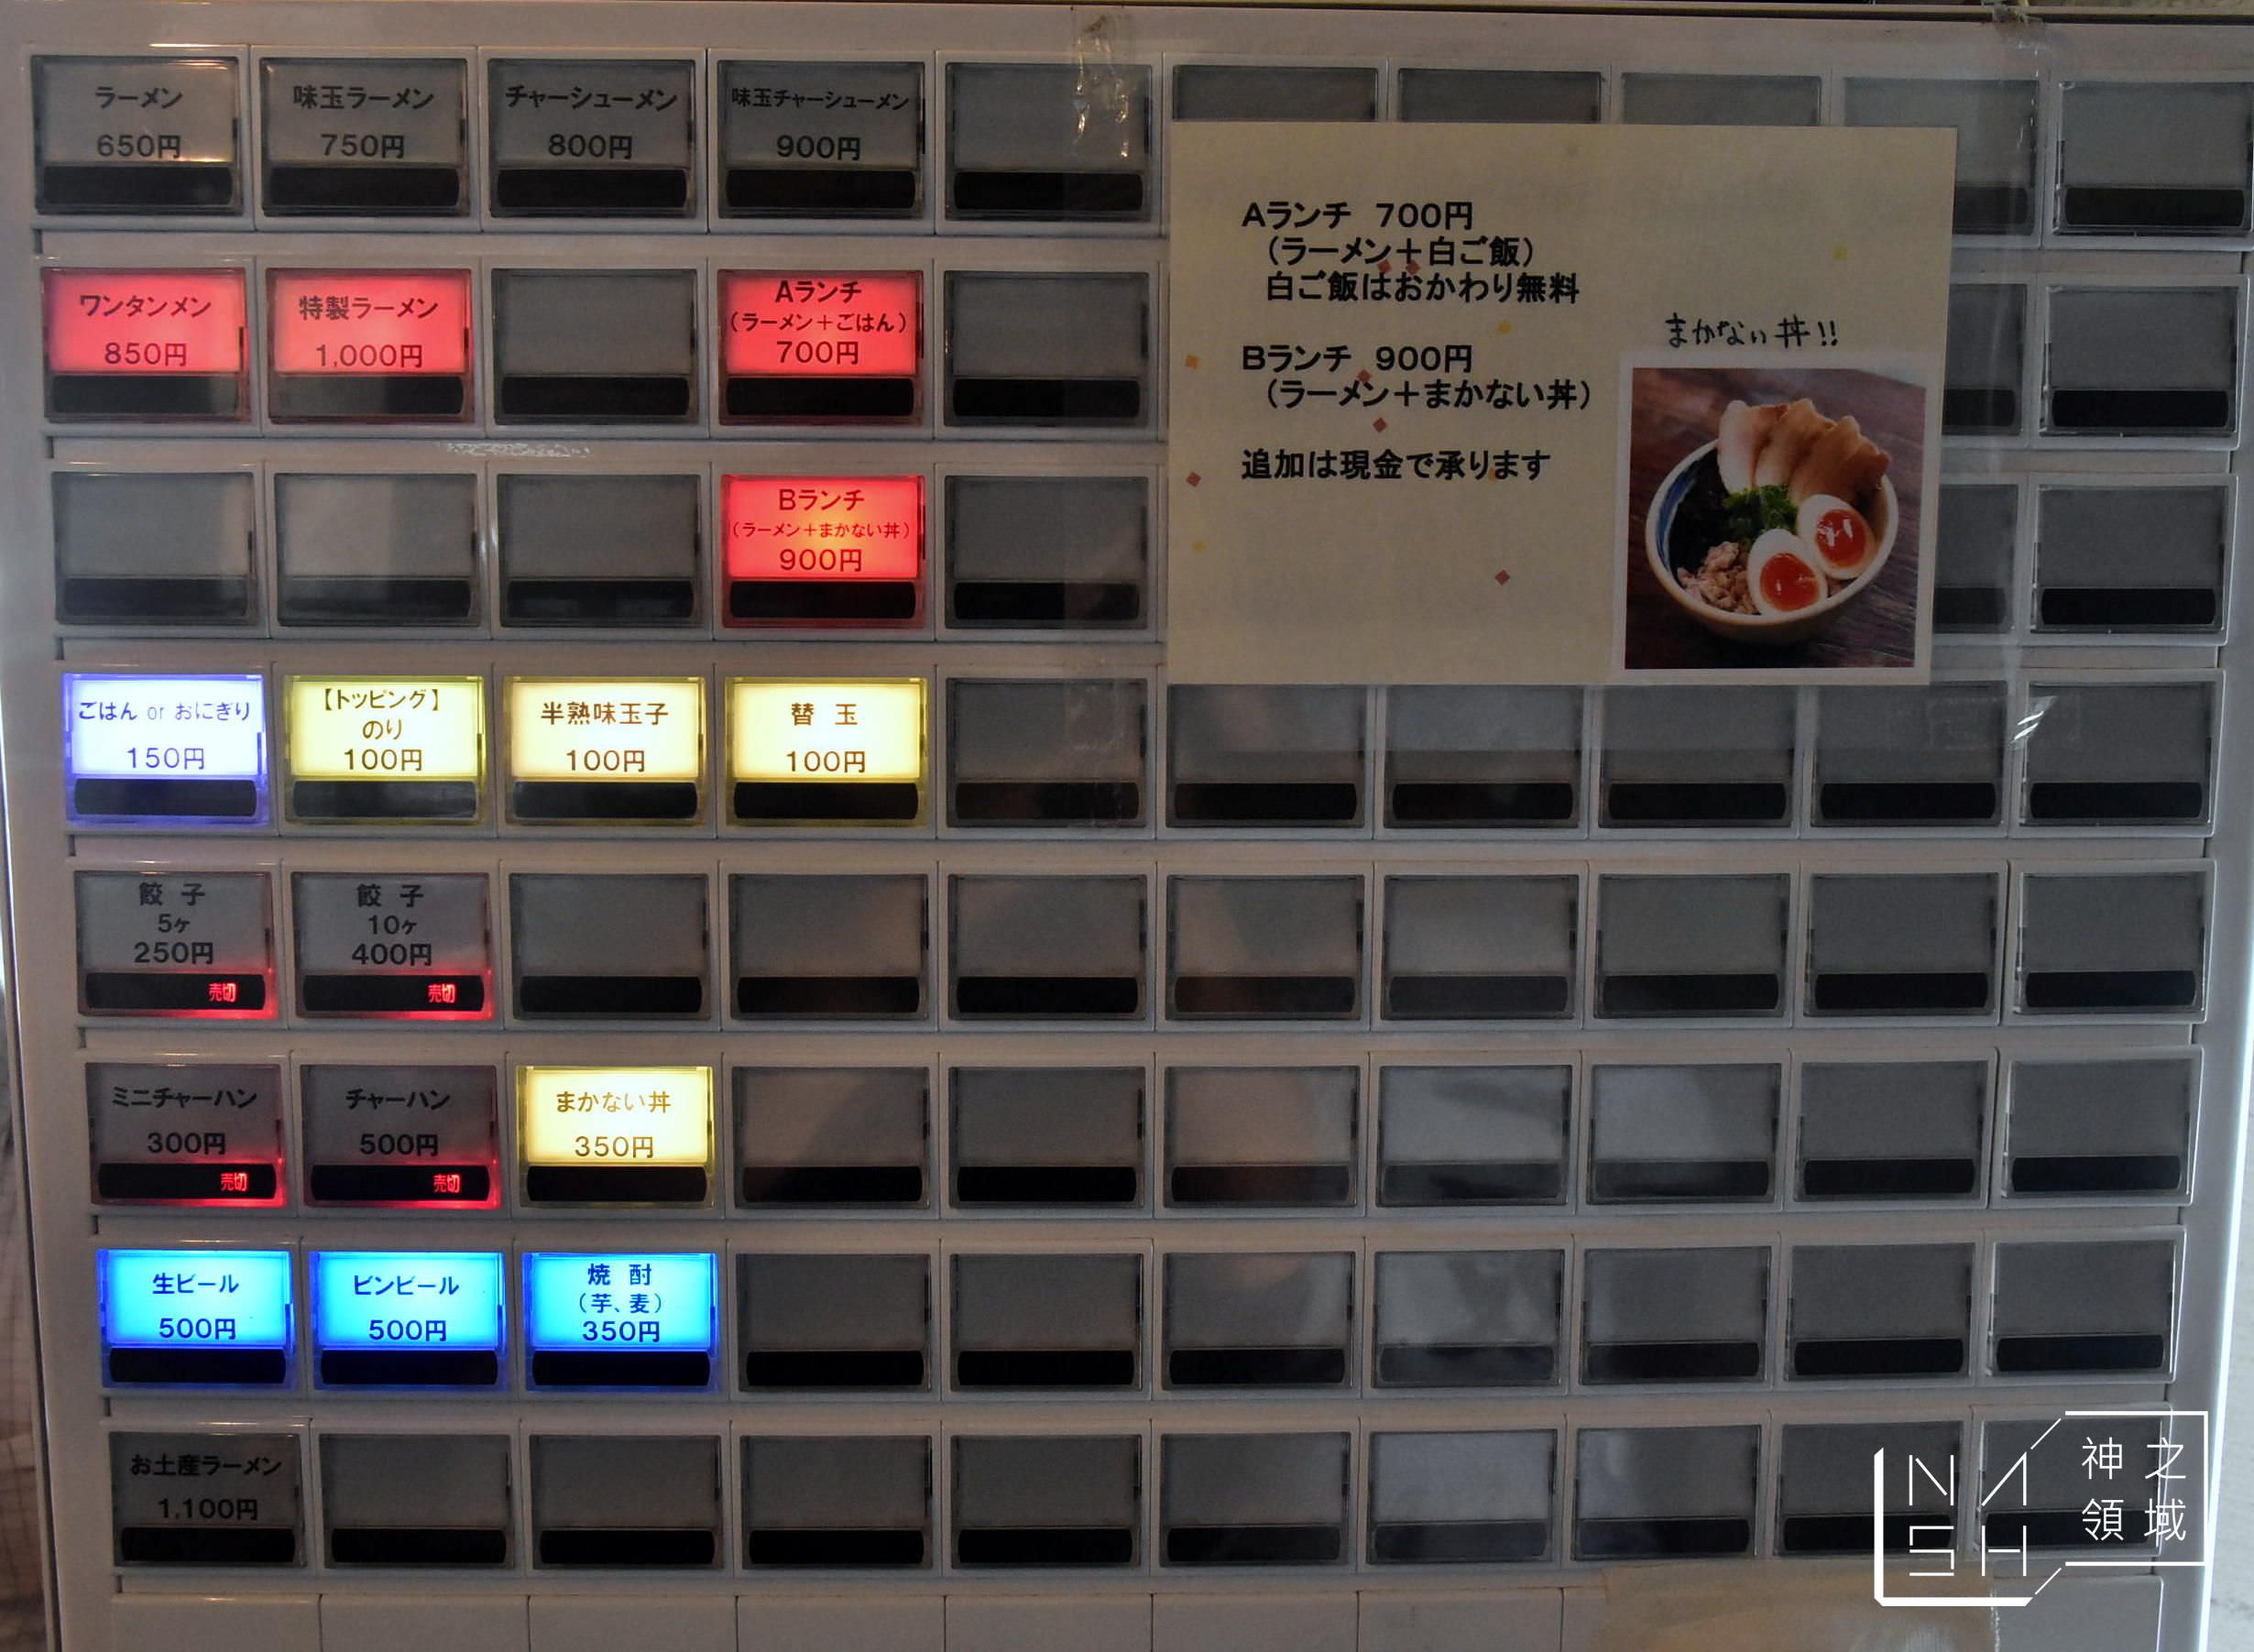 ラーメン
650円
味玉ラーメン
750円
チャーシューメン
800円
味玉チャーシューメン
900円
ワンタンメン
850円
特製ラーメン
1,000円
Aランチ
(ラーメン＋ごはん)
700円
Bランチ
(ラーメン＋まかない丼)
900円
Aランチ 700円
(ラーメン＋白ご飯)
白ご飯はおかわり無料
Bランチ 900円
(ラーメン＋まかない丼)
追加は現金で承ります
まかない丼!!
ごはん or おにぎり
150円
【トッピング】
のり
100円
半熟味玉子
100円
替 玉
100円
餃 子
5ヶ
250円
売切
餃 子
10ヶ
400円
売切
ミニチャーハン
300円
売切
チャーハン
500円
売切
まかない丼
350円
生ビール
500円
ビンビール
500円
焼 酎
(芋、麦)
350円
お土産ラーメン
1,100円
NASH
神之
領域